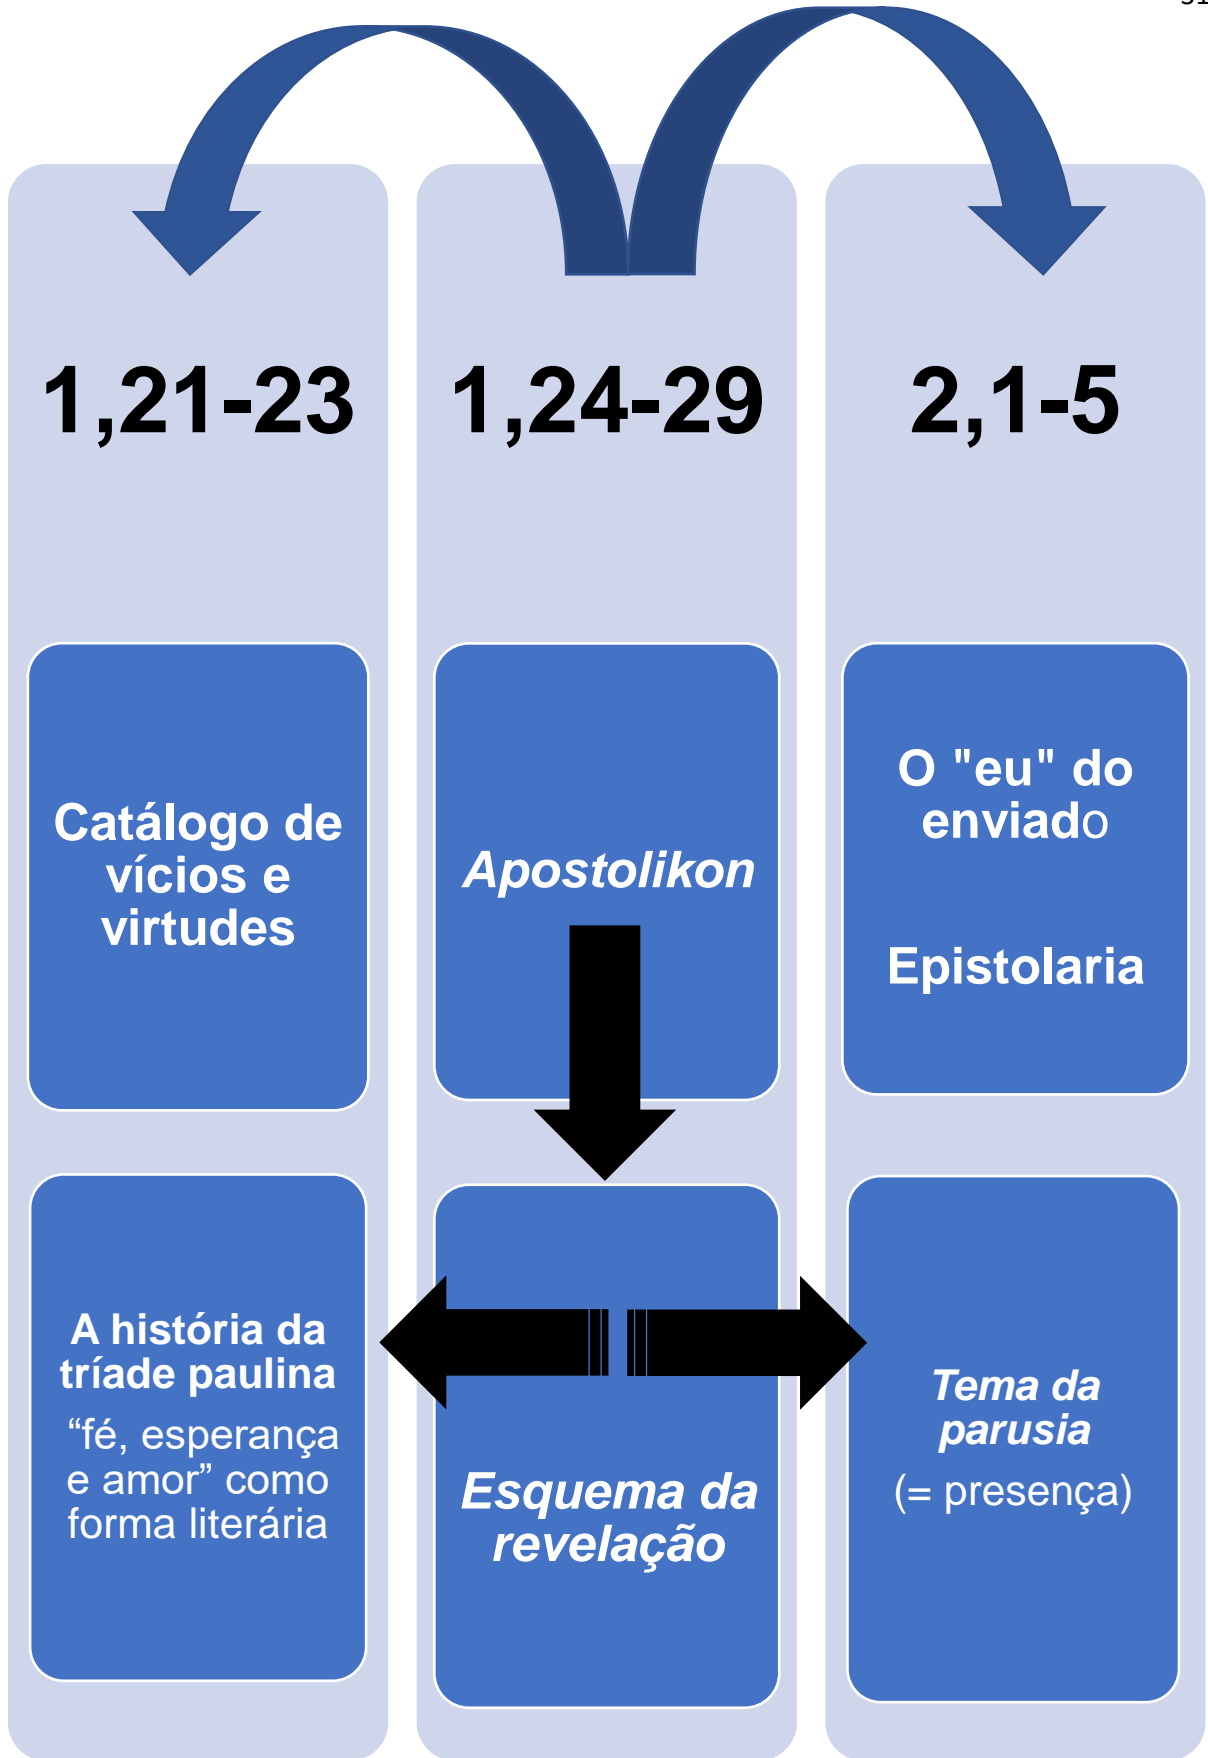 1,21-23
Catálogo de
vícios e
virtudes
A história da
tríade paulina
“fé, esperança
e amor” como
forma literária
1,24-29
Apostolikon
Esquema da
revelação
2,1-5
O "eu" do
enviado
Epistolaria
Tema da
parusia
(= presença)